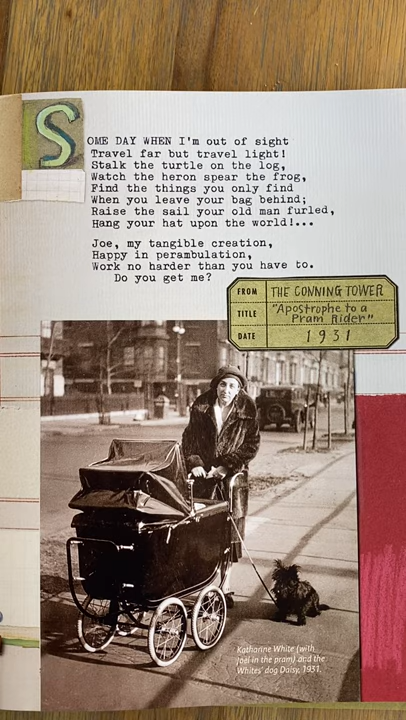 SOME DAY WHEN I'm out of sight
Travel far but travel light!
Stalk the turtle on the log,
Watch the heron spear the frog,
Find the things you only find
When you leave your bag behind;
Raise the sail your old man furled,
Hang your hat upon the world!...
Joe, my tangible creation,
Happy in perambulation,
Work no harder than you have to.
Do you get me?
FROM THE CONNING TOWER
TITLE "Apostrophe to a
Pram Rider"
DATE 1931
Katharine White (with
Joel in the pram) and the
Whites' dog Daisy, 1931.